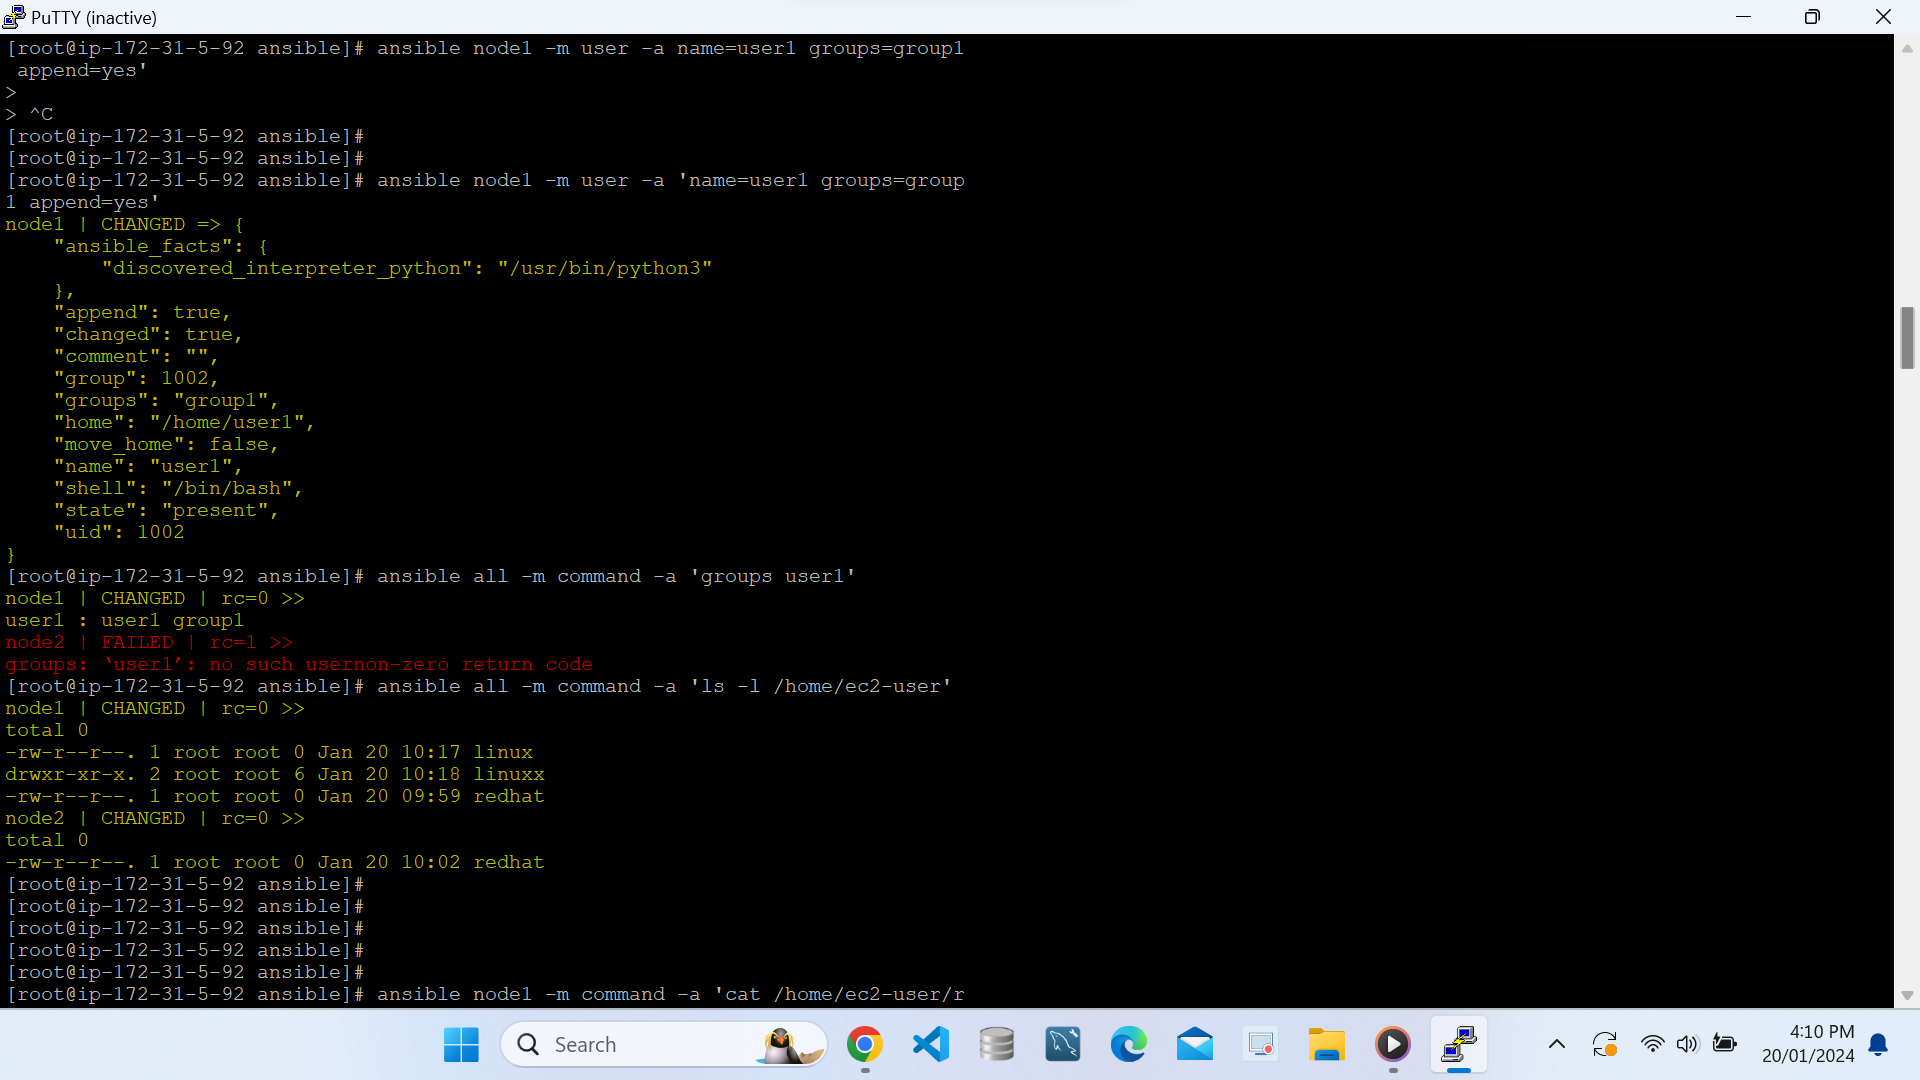 PuTTY (inactive)
[root@ip-172-31-5-92 ansible]# ansible node1 -m user -a name=user1 groups=group1
 append=yes'
>
> ^C
[root@ip-172-31-5-92 ansible]#
[root@ip-172-31-5-92 ansible]#
[root@ip-172-31-5-92 ansible]# ansible node1 -m user -a 'name=user1 groups=group
1 append=yes'
node1 | CHANGED => {
    "ansible_facts": {
        "discovered_interpreter_python": "/usr/bin/python3"
    },
    "append": true,
    "changed": true,
    "comment": "",
    "group": 1002,
    "groups": "group1",
    "home": "/home/user1",
    "move_home": false,
    "name": "user1",
    "shell": "/bin/bash",
    "state": "present",
    "uid": 1002
}
[root@ip-172-31-5-92 ansible]# ansible all -m command -a 'groups user1'
node1 | CHANGED | rc=0 >>
user1 : user1 group1
node2 | FAILED | rc=1 >>
groups: ‘user1’: no such usernon-zero return code
[root@ip-172-31-5-92 ansible]# ansible all -m command -a 'ls -l /home/ec2-user'
node1 | CHANGED | rc=0 >>
total 0
-rw-r--r--. 1 root root 0 Jan 20 10:17 linux
drwxr-xr-x. 2 root root 6 Jan 20 10:18 linuxx
-rw-r--r--. 1 root root 0 Jan 20 09:59 redhat
node2 | CHANGED | rc=0 >>
total 0
-rw-r--r--. 1 root root 0 Jan 20 10:02 redhat
[root@ip-172-31-5-92 ansible]#
[root@ip-172-31-5-92 ansible]#
[root@ip-172-31-5-92 ansible]#
[root@ip-172-31-5-92 ansible]#
[root@ip-172-31-5-92 ansible]#
[root@ip-172-31-5-92 ansible]# ansible node1 -m command -a 'cat /home/ec2-user/r
Search
4:10 PM
20/01/2024